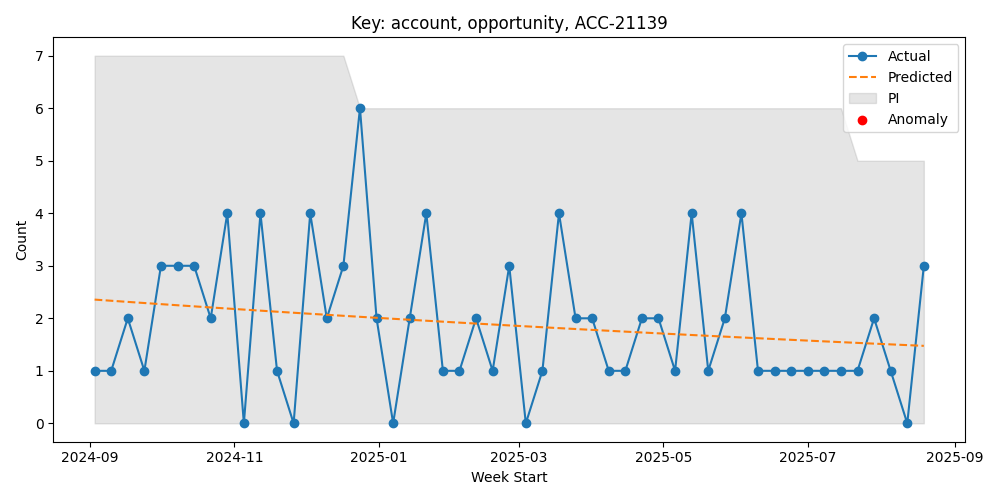 Key: account, opportunity, ACC-21139
Actual
Predicted
PI
Anomaly
7
6
5
4
3
2
1
0
Count
2024-09 2024-11 2025-01 2025-03 2025-05 2025-07 2025-09
Week Start